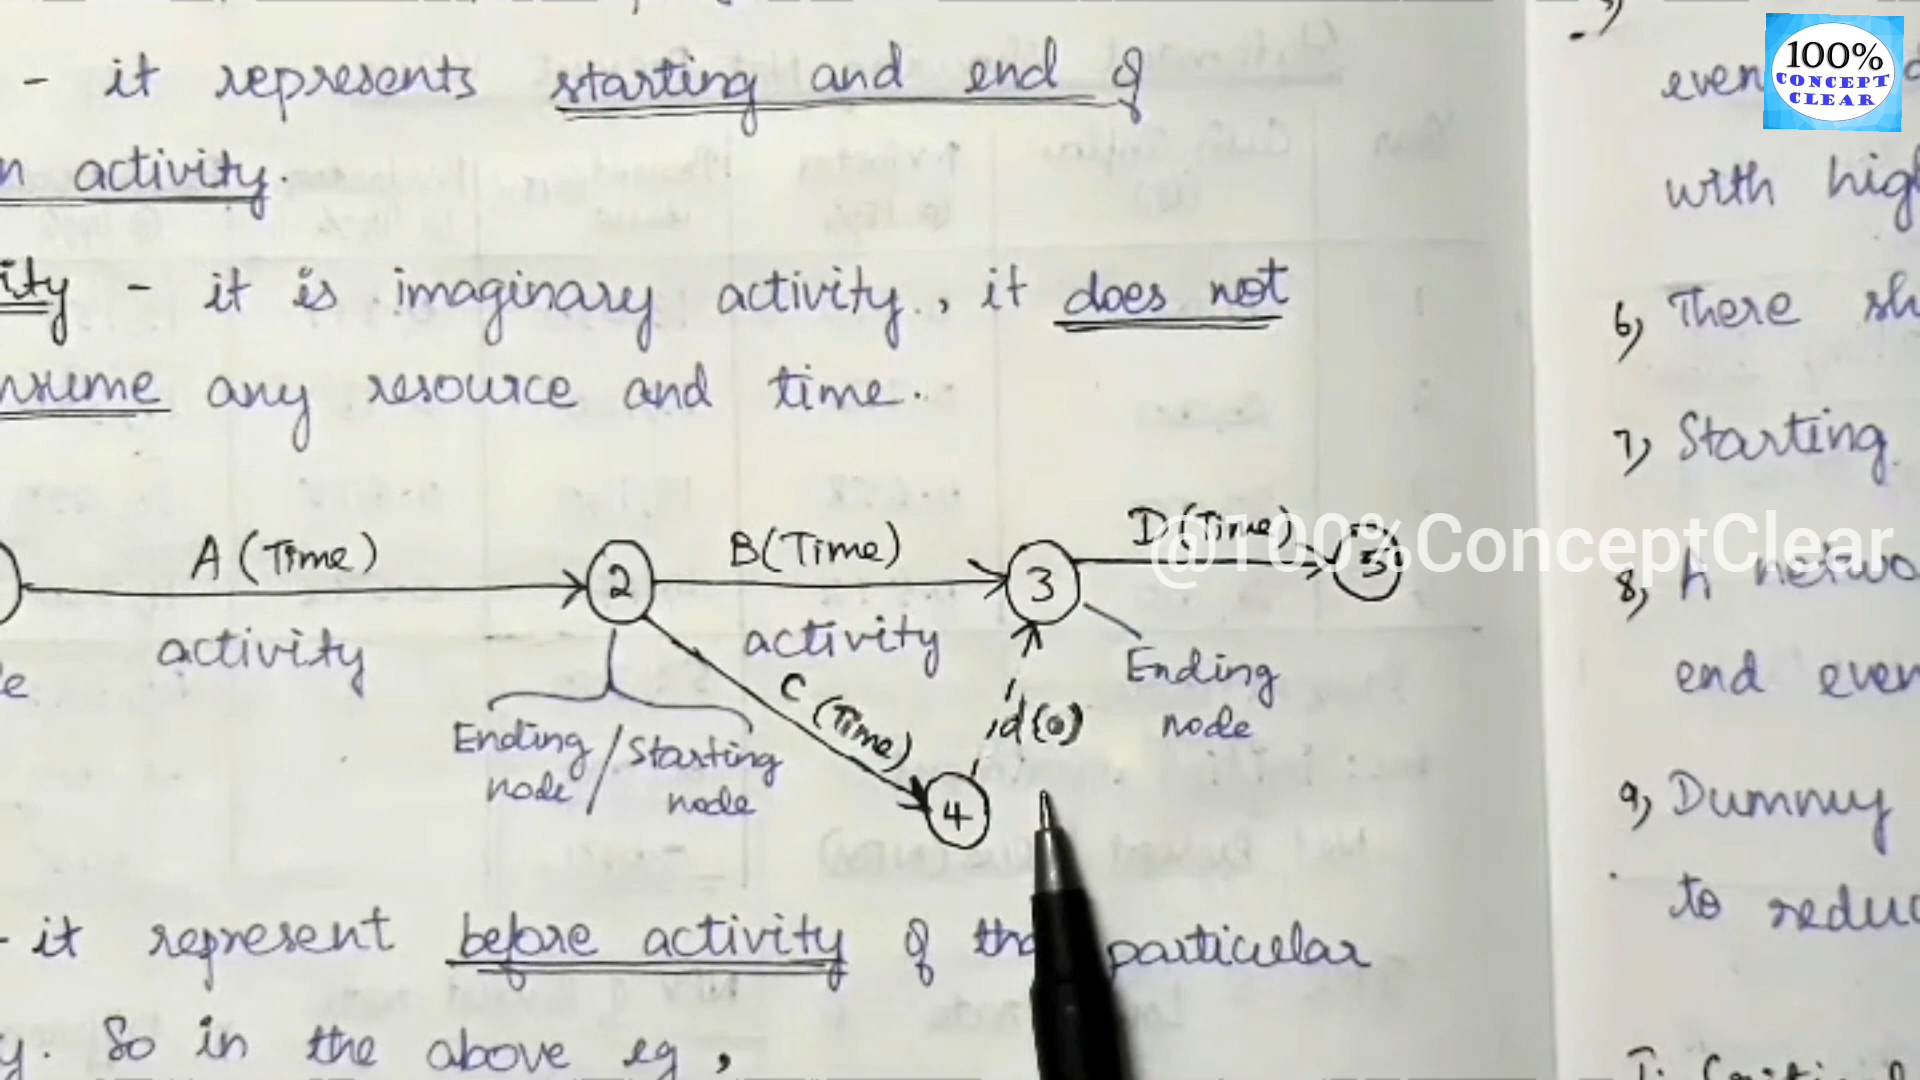 - it represents starting and end of
n activity.
ity - it is imaginary activity, it does not
nsume any resource and time.
A (Time)
2
B(Time)
3
D(Time)
5
activity
activity
C (Time)
id(0)
4
Ending node / Starting node
Ending
node
- it represent before activity of the particular
y. So in the above eg,
even
with high
6, There sh
7, Starting
8, A netwo
end even
9, Dummy
to reduc
100%
CONCEPT
CLEAR
@100%ConceptClear